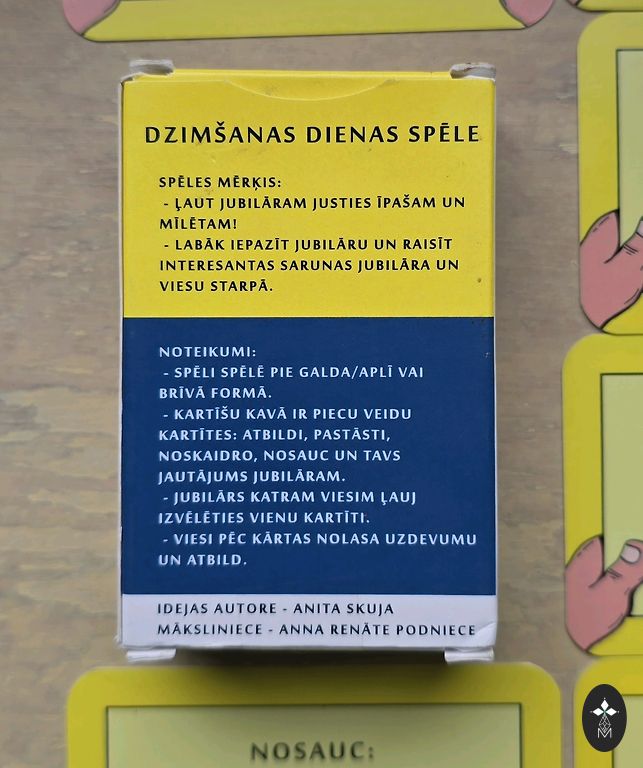 DZIMŠANAS DIENAS SPĒLE
SPĒLES MĒRĶIS:
- ĻAUT JUBILĀRAM JUSTIES ĪPAŠAM UN
MĪLĒTAM!
- LABĀK IEPAZĪT JUBILĀRU UN RAISĪT
INTERESANTAS SARUNAS JUBILĀRA UN
VIESU STARPĀ.
NOTEIKUMI:
- SPĒLI SPĒLĒ PIE GALDA/APLĪ VAI
BRĪVĀ FORMĀ.
- KARTĪŠU KAVĀ IR PIECU VEIDU
KARTĪTES: ATBILDI, PASTĀSTI,
NOSKAIDRO, NOSAUC UN TAVS
JAUTĀJUMS JUBILĀRAM.
- JUBILĀRS KATRAM VIESIM ĻAUJ
IZVĒLĒTIES VIENU KARTĪTI.
- VIESI PĒC KĀRTAS NOLASA UZDEVUMU
UN ATBILD.
IDEJAS AUTORE - ANITA SKUJA
MĀKSLINIECE - ANNA RENĀTE PODNIECE
NOSAUC: